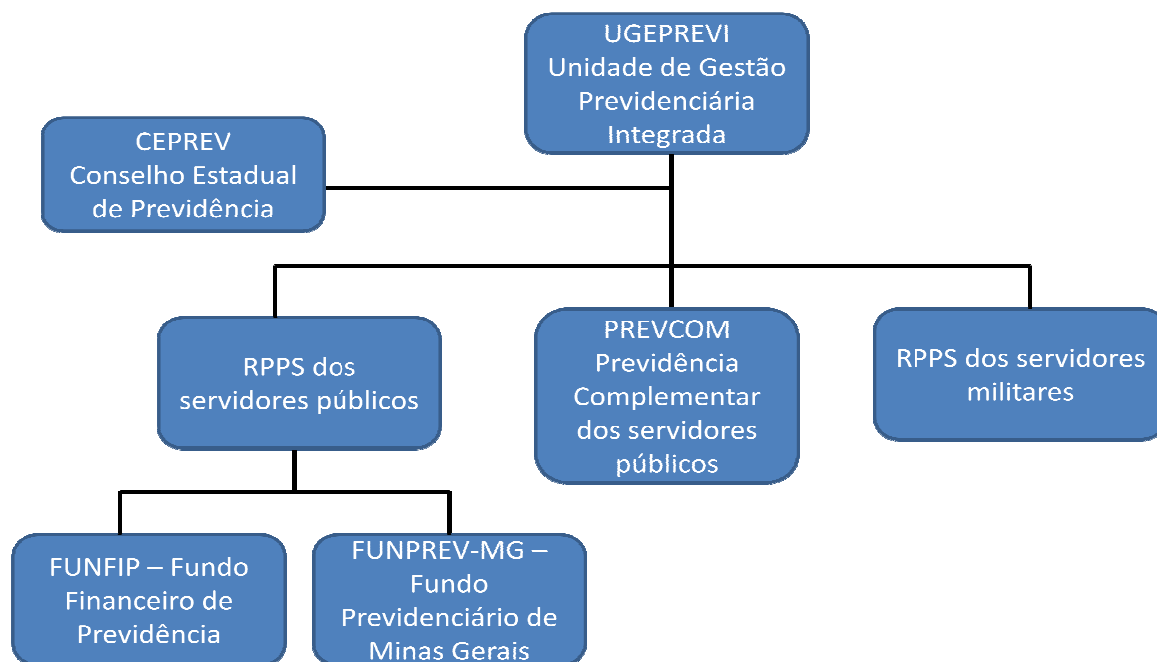 UGEPREVI
Unidade de Gestão
Previdenciária
Integrada
CEPREV
Conselho Estadual
de Previdência
RPPS dos
servidores públicos
PREVCOM
Previdência
Complementar
dos servidores
públicos
RPPS dos servidores
militares
FUNFIP – Fundo
Financeiro de
Previdência
FUNPREV-MG –
Fundo
Previdenciário de
Minas Gerais